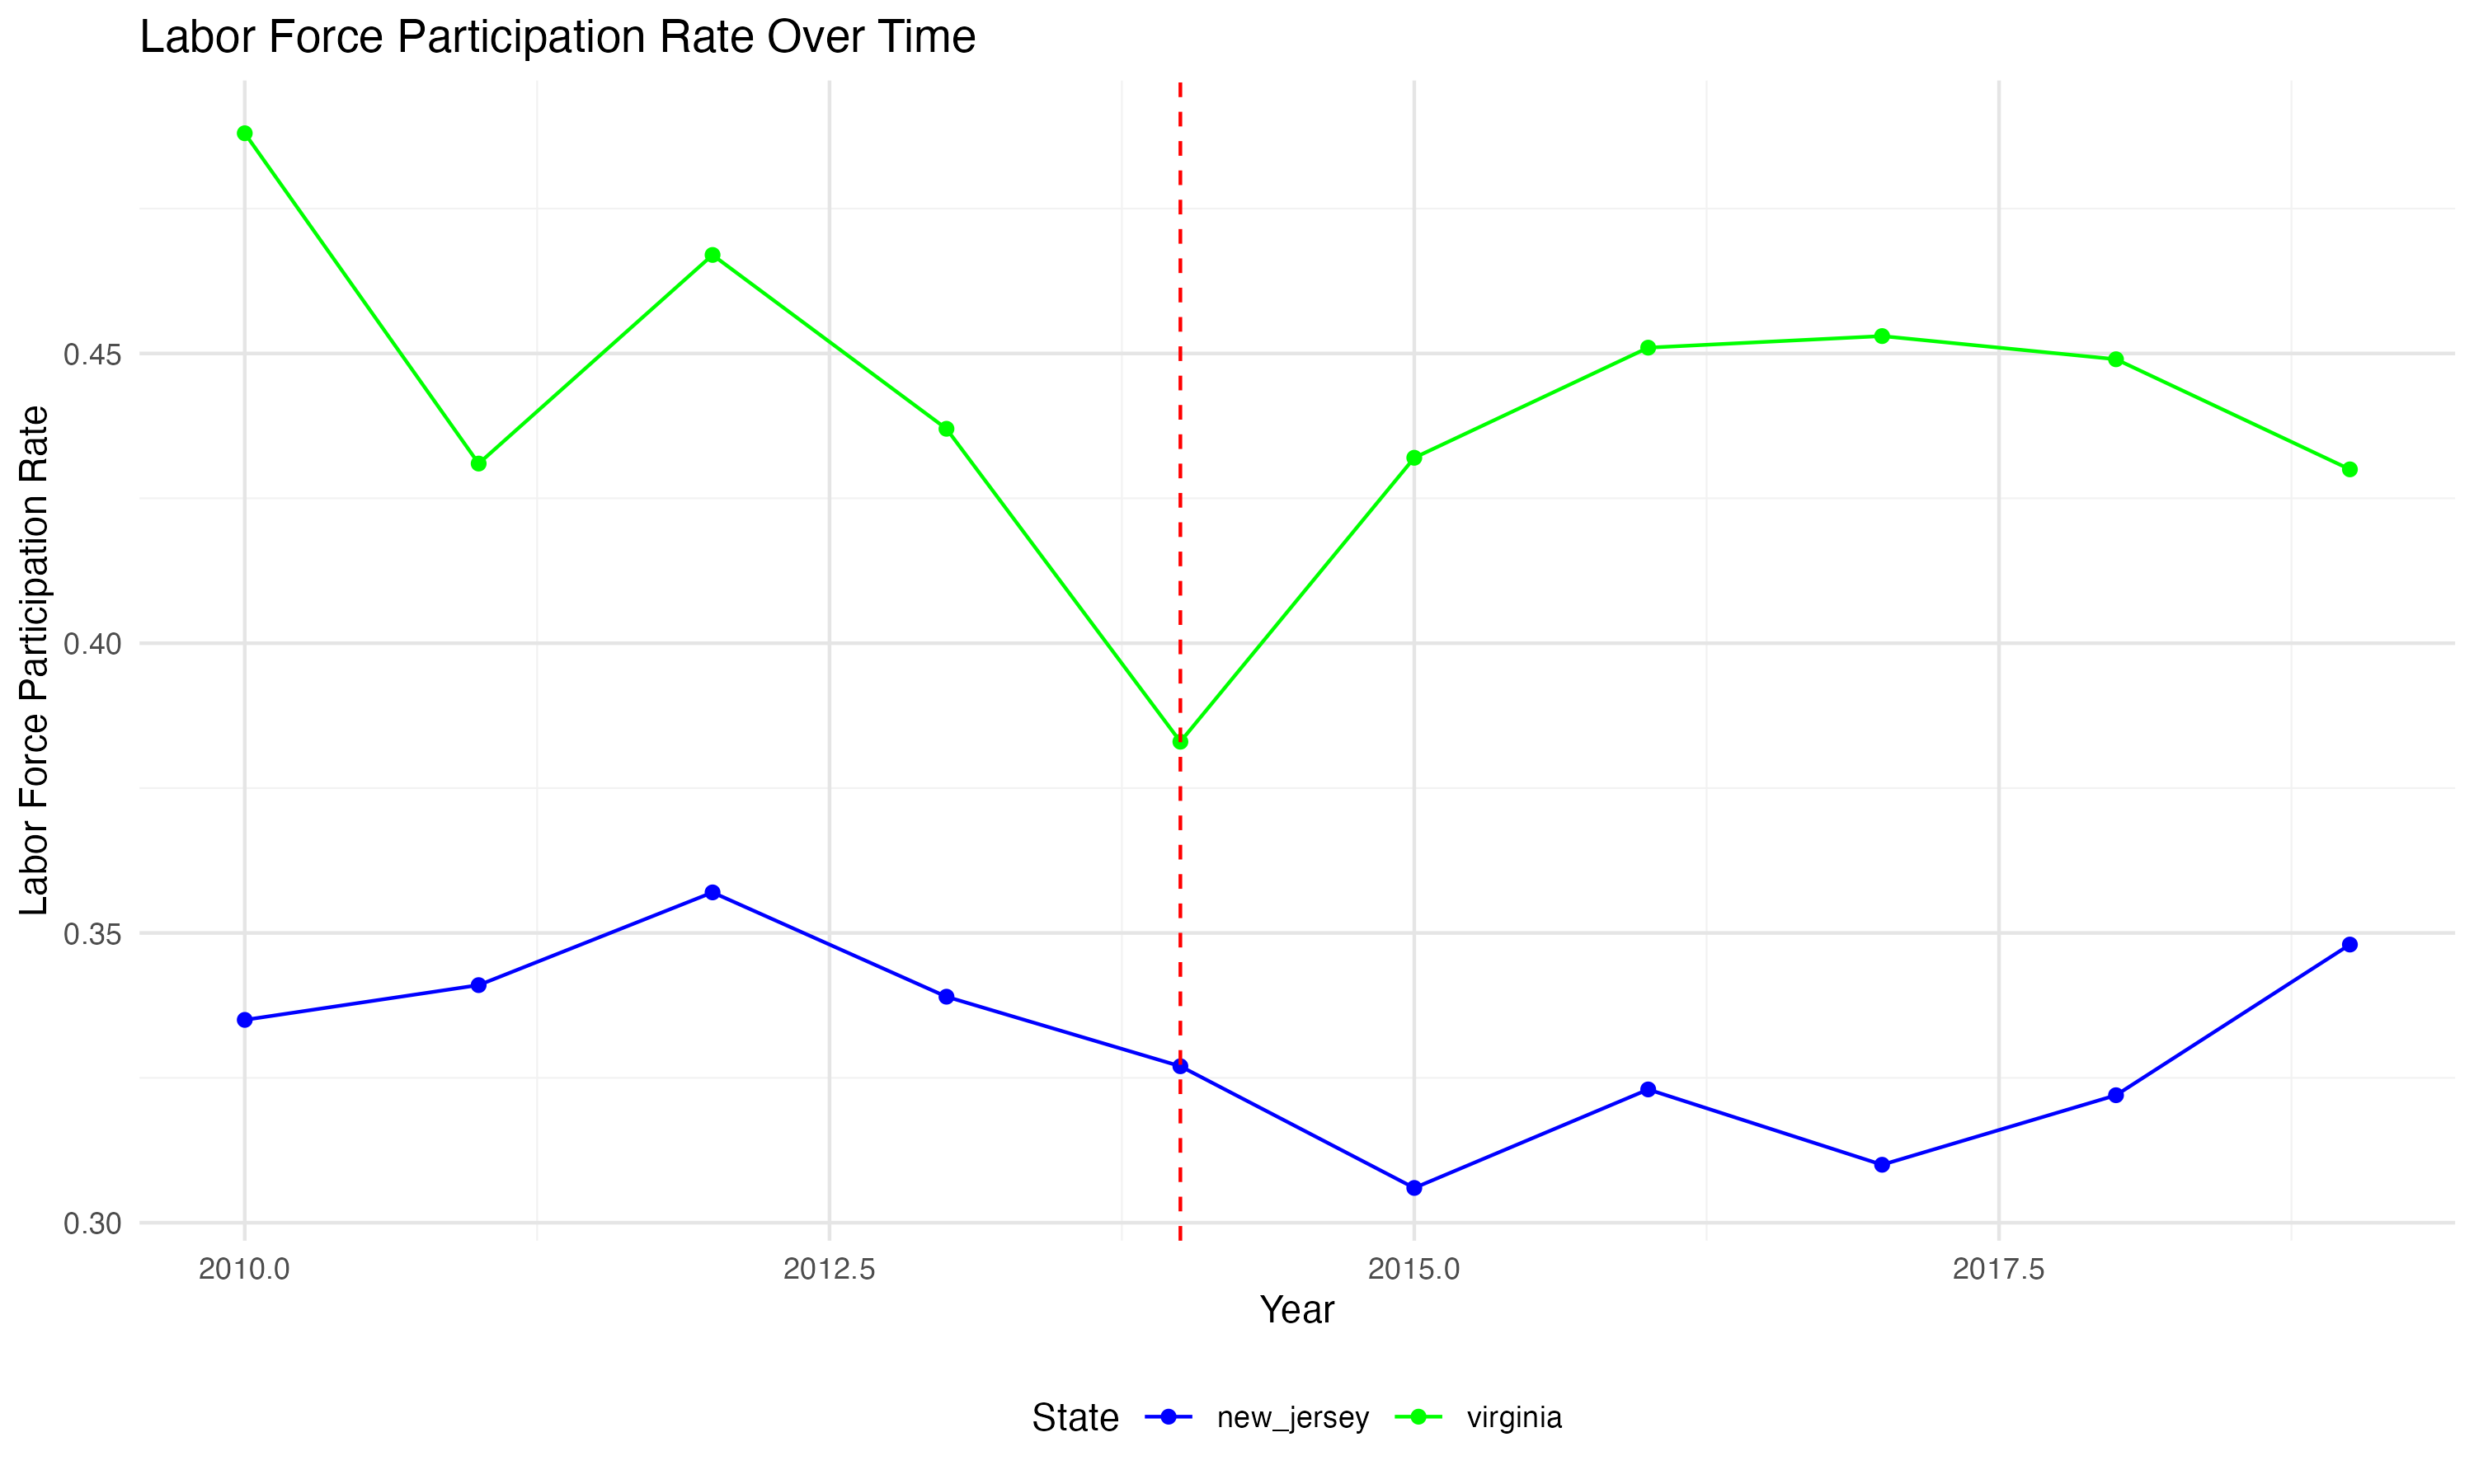 Labor Force Participation Rate Over Time
Labor Force Participation Rate
0.45
0.40
0.35
0.30
2010.0 2012.5 2015.0 2017.5
Year
State new_jersey virginia